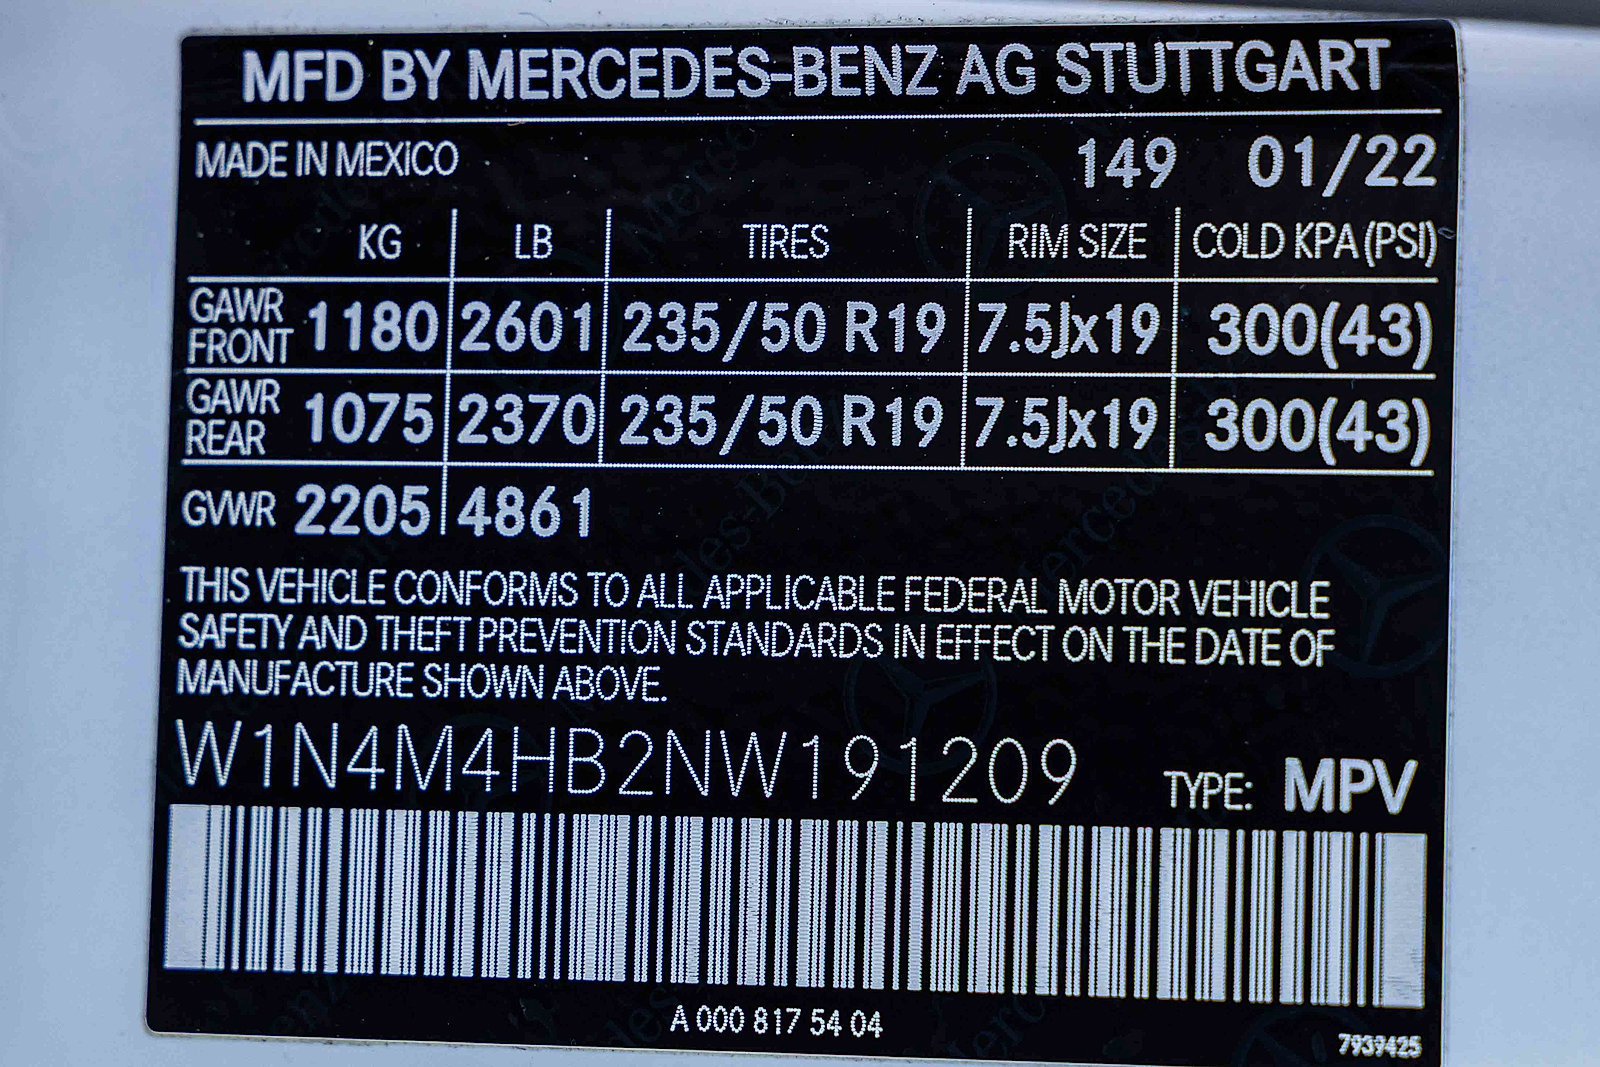 MFD BY MERCEDES-BENZ AG STUTTGART
MADE IN MEXICO 149 01/22
KG LB TIRES RIM SIZE COLD KPA (PSI)
GAWR FRONT 1180 2601 235/50 R19 7.5Jx19 300(43)
GAWR REAR 1075 2370 235/50 R19 7.5Jx19 300(43)
GVWR 2205 4861
THIS VEHICLE CONFORMS TO ALL APPLICABLE FEDERAL MOTOR VEHICLE
SAFETY AND THEFT PREVENTION STANDARDS IN EFFECT ON THE DATE OF
MANUFACTURE SHOWN ABOVE.
W1N4M4HB2NW191209 TYPE: MPV
A 000 817 54 04
7939425